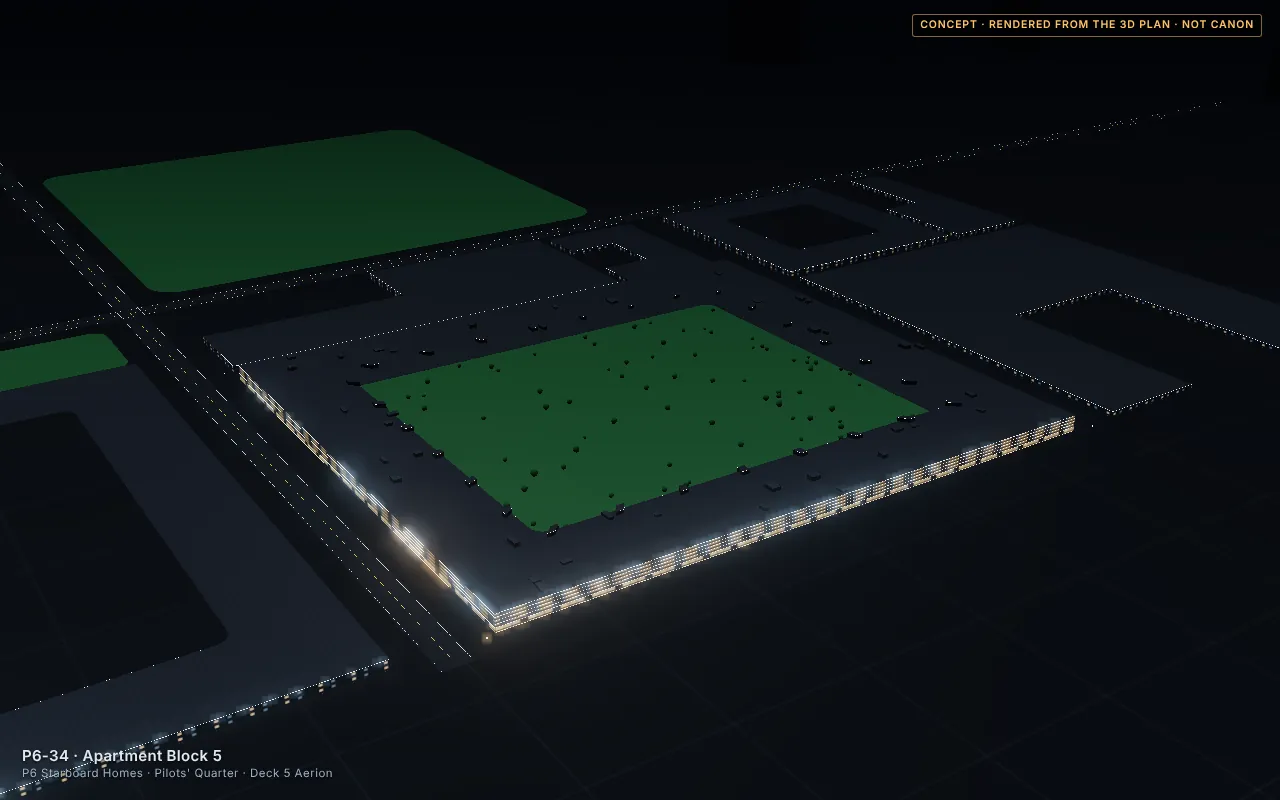 CONCEPT · RENDERED FROM THE 3D PLAN · NOT CANON
P6-34 · Apartment Block 5
P6 Starboard Homes · Pilots' Quarter · Deck 5 Aerion